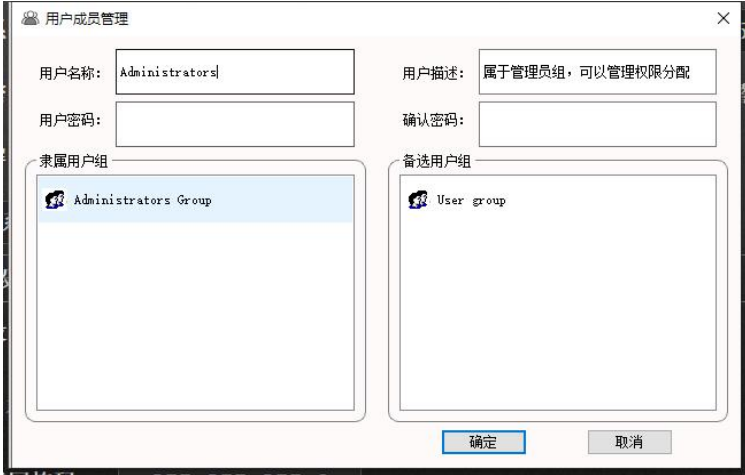 用户成员管理
用户名称： Administrators
用户描述： 属于管理员组，可以管理权限分配
用户密码：
确认密码：
隶属用户组
备选用户组
Administrators Group
User group
确定
取消